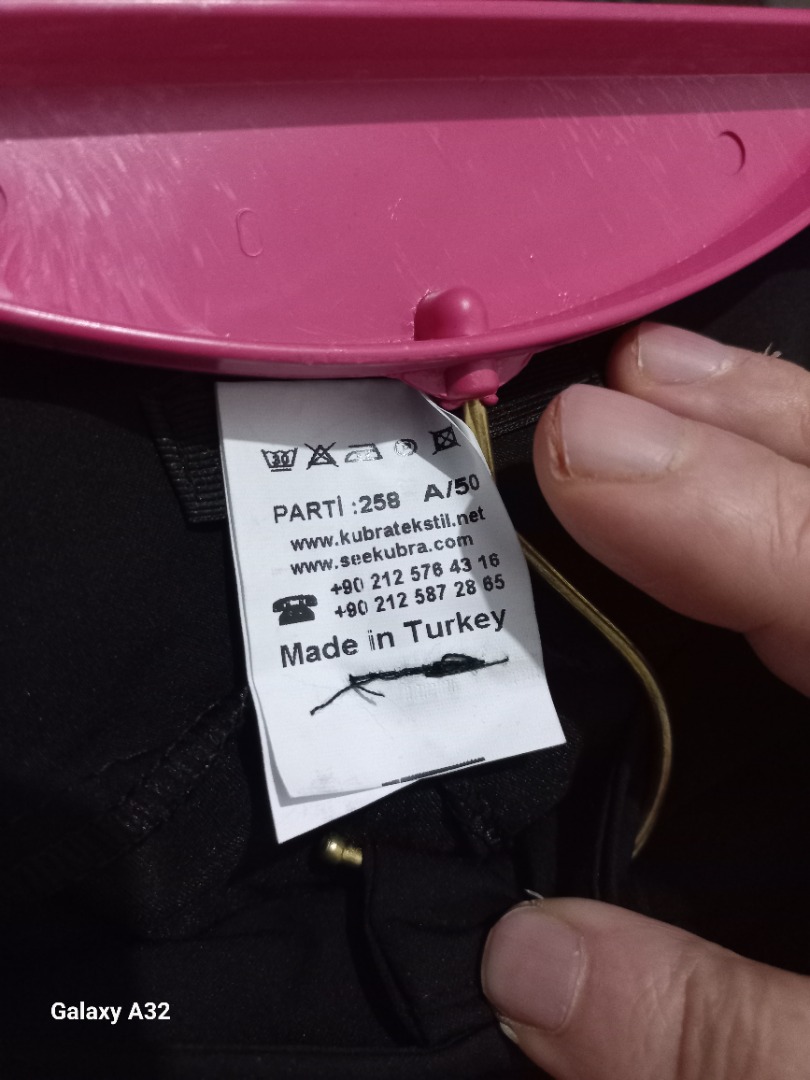 30
PARTİ :258 A/50
www.kubratekstil.net
www.seekubra.com
+90 212 576 43 16
+90 212 587 28 65
Made in Turkey
Galaxy A32